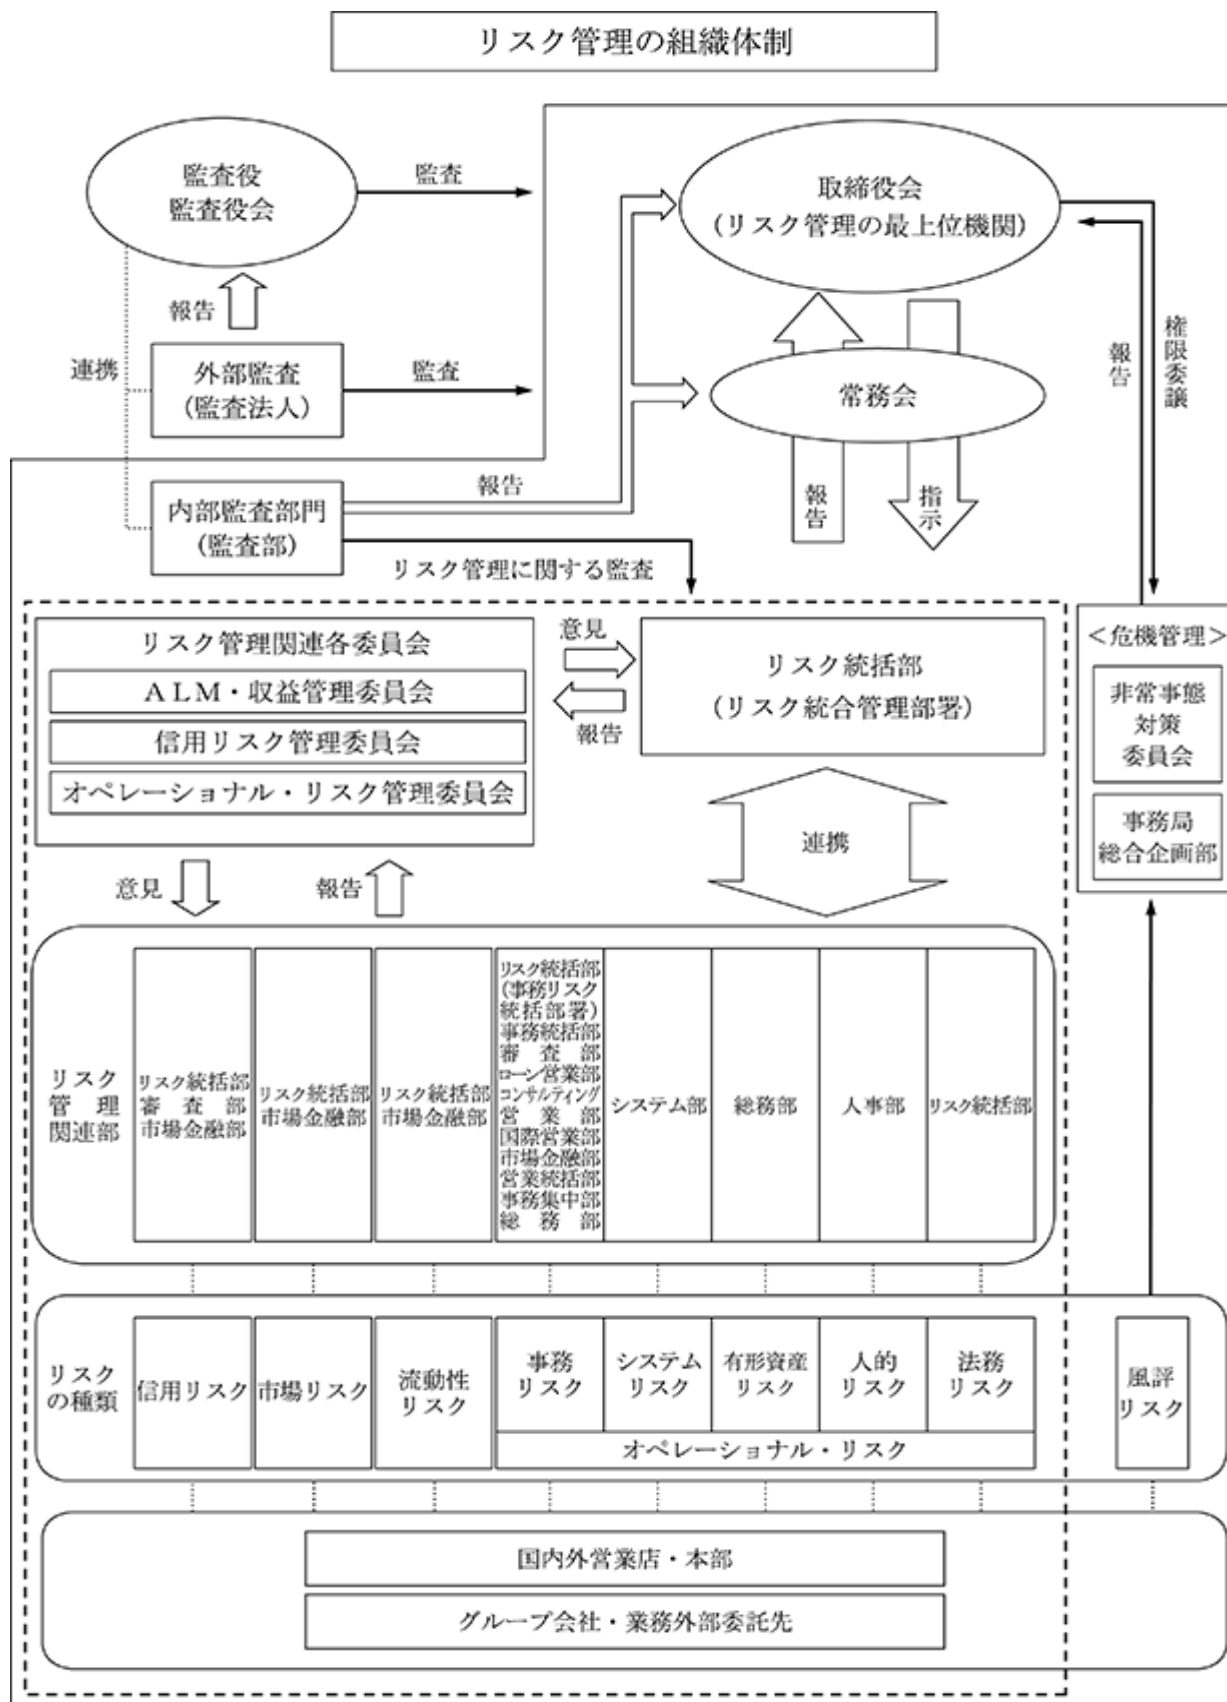 リスク管理の組織体制
監査役
監査役会
監査
取締役会
(リスク管理の最上位機関)
報告
連携
外部監査
(監査法人)
監査
常務会
報告
権限委譲
内部監査部門
(監査部)
報告
報告
指示
リスク管理に関する監査
リスク管理関連各委員会
ALM・収益管理委員会
信用リスク管理委員会
オペレーショナル・リスク管理委員会
意見
報告
リスク統括部
(リスク統合管理部署)
<危機管理>
非常事態
対策
委員会
事務局
総合企画部
連携
意見
報告
リスク
管理
関連部
リスク統括部
審査部
市場金融部
リスク統括部
市場金融部
リスク統括部
市場金融部
リスク統括部
(事務リスク
統括部署)
事務統括部
審査部
ローン営業部
コンサルティング
営業部
国際営業部
市場金融部
営業統括部
事務集中部
総務部
システム部
総務部
人事部
リスク統括部
リスク
の種類
信用リスク
市場リスク
流動性
リスク
事務
リスク
システム
リスク
有形資産
リスク
人的
リスク
法務
リスク
オペレーショナル・リスク
風評
リスク
国内外営業店・本部
グループ会社・業務外部委託先